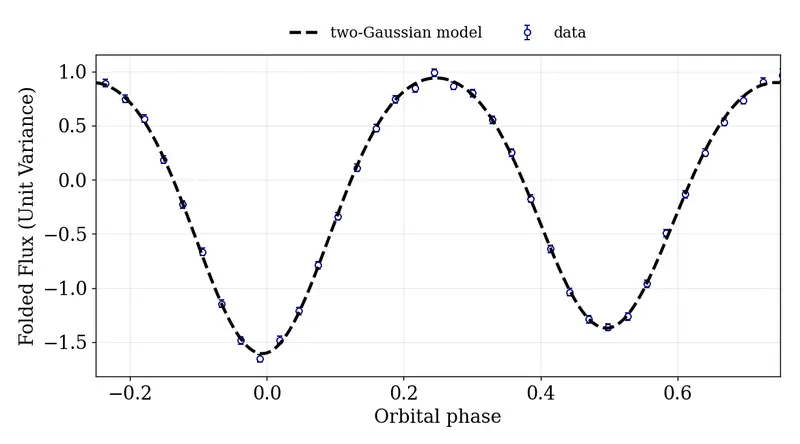 two-Gaussian model data
Folded Flux (Unit Variance)
1.0
0.5
0.0
−0.5
−1.0
−1.5
−0.2 0.0 0.2 0.4 0.6
Orbital phase